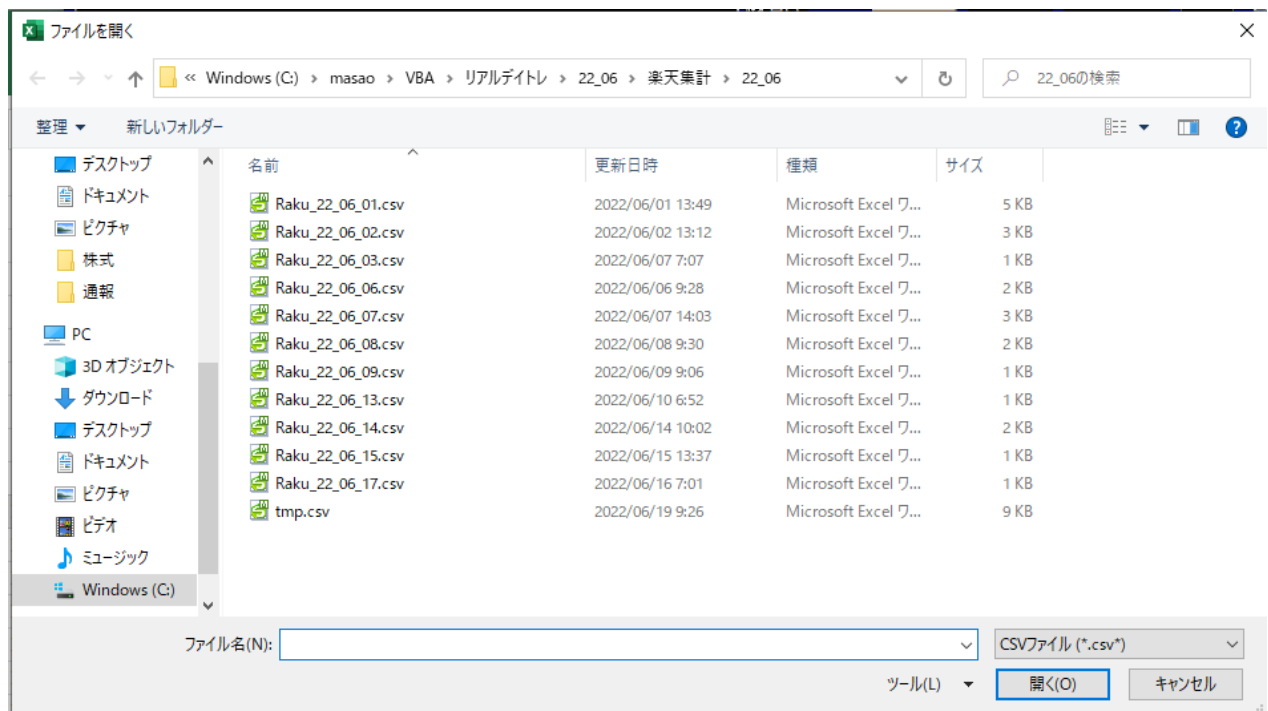 ファイルを開く
« Windows (C:) › masao › VBA › リアルデイトレ › 22_06 › 楽天集計 › 22_06
22_06の検索
整理 新しいフォルダー
デスクトップ
ドキュメント
ピクチャ
株式
通報
PC
3D オブジェクト
ダウンロード
デスクトップ
ドキュメント
ピクチャ
ビデオ
ミュージック
Windows (C:)
名前 更新日時 種類 サイズ
Raku_22_06_01.csv 2022/06/01 13:49 Microsoft Excel ワ... 5 KB
Raku_22_06_02.csv 2022/06/02 13:12 Microsoft Excel ワ... 3 KB
Raku_22_06_03.csv 2022/06/07 7:07 Microsoft Excel ワ... 1 KB
Raku_22_06_06.csv 2022/06/06 9:28 Microsoft Excel ワ... 2 KB
Raku_22_06_07.csv 2022/06/07 14:03 Microsoft Excel ワ... 3 KB
Raku_22_06_08.csv 2022/06/08 9:30 Microsoft Excel ワ... 2 KB
Raku_22_06_09.csv 2022/06/09 9:06 Microsoft Excel ワ... 1 KB
Raku_22_06_13.csv 2022/06/10 6:52 Microsoft Excel ワ... 1 KB
Raku_22_06_14.csv 2022/06/14 10:02 Microsoft Excel ワ... 2 KB
Raku_22_06_15.csv 2022/06/15 13:37 Microsoft Excel ワ... 1 KB
Raku_22_06_17.csv 2022/06/16 7:01 Microsoft Excel ワ... 1 KB
tmp.csv 2022/06/19 9:26 Microsoft Excel ワ... 9 KB
ファイル名(N):
CSVファイル (*.csv*)
ツール(L) 開く(O) キャンセル